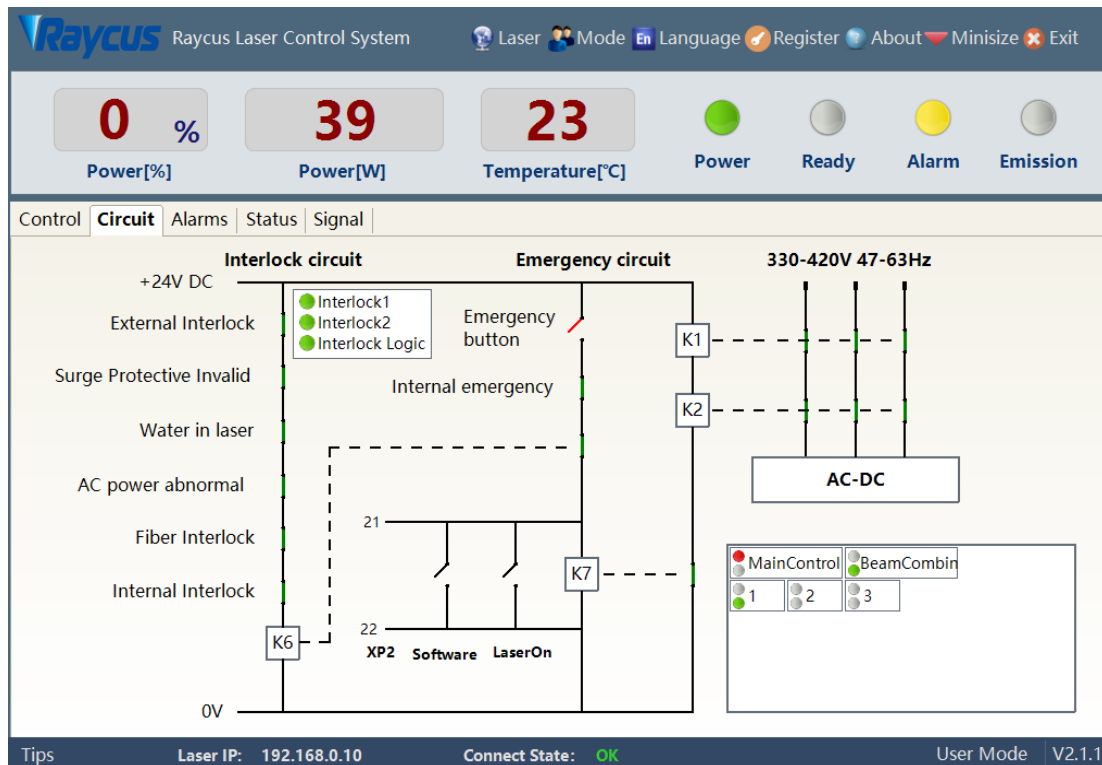 Raycus Raycus Laser Control System Laser Mode En Language Register About Minisize Exit
0 % 39 23
Power[%] Power[W] Temperature[℃] Power Ready Alarm Emission
Control Circuit Alarms Status Signal
Interlock circuit Emergency circuit 330-420V 47-63Hz
+24V DC
Interlock1
Interlock2
Interlock Logic
External Interlock
Emergency
button
K1
Surge Protective Invalid
Internal emergency
K2
Water in laser
AC power abnormal
AC-DC
21
Fiber Interlock
MainControl BeamCombin
K7
Internal Interlock
1 2 3
22
K6
XP2 Software LaserOn
0V
Tips Laser IP: 192.168.0.10 Connect State: OK User Mode V2.1.1